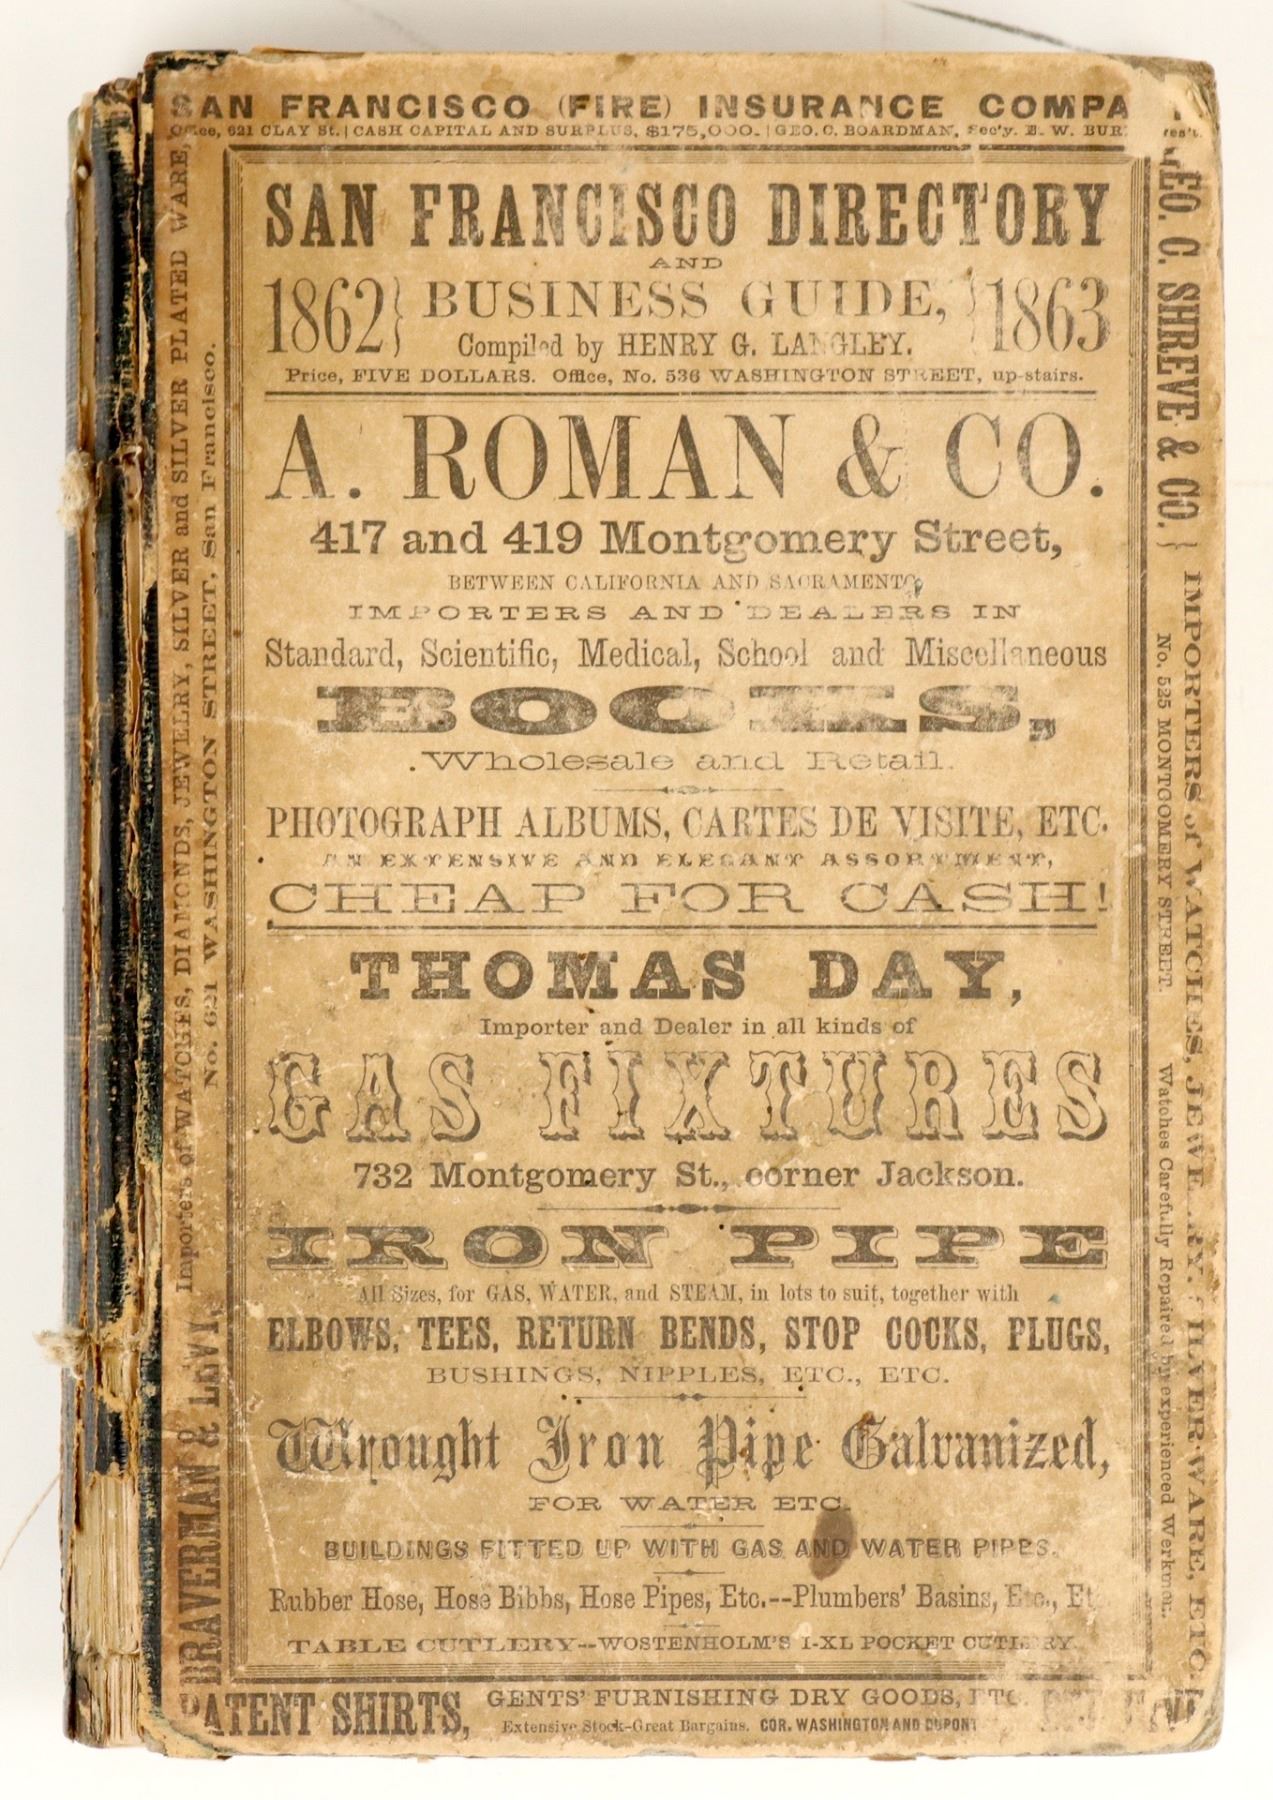 SAN FRANCISCO (FIRE) INSURANCE COMPA
Office, 621 CLAY St. | CASH CAPITAL AND SURPLUS, $175,000. | GEO. C. BOARDMAN, Sec'y. E. W. BUR
SAN FRANCISCO DIRECTORY
AND
1862} BUSINESS GUIDE, {1863
Compiled by HENRY G. LANGLEY.
Price, FIVE DOLLARS. Office, No. 536 WASHINGTON STREET, up-stairs.
A. ROMAN & CO.
417 and 419 Montgomery Street,
BETWEEN CALIFORNIA AND SACRAMENTO,
IMPORTERS AND DEALERS IN
Standard, Scientific, Medical, School and Miscellaneous
BOOKS,
Wholesale and Retail.
PHOTOGRAPH ALBUMS, CARTES DE VISITE, ETC.
AN EXTENSIVE AND ELEGANT ASSORTMENT,
CHEAP FOR CASH!
THOMAS DAY,
Importer and Dealer in all kinds of
GAS FIXTURES
732 Montgomery St., corner Jackson.
IRON PIPE
All Sizes, for GAS, WATER, and STEAM, in lots to suit, together with
ELBOWS, TEES, RETURN BENDS, STOP COCKS, PLUGS,
BUSHINGS, NIPPLES, ETC., ETC.
Wrought Iron Pipe Galvanized,
FOR WATER ETC.
BUILDINGS FITTED UP WITH GAS AND WATER PIPES.
Rubber Hose, Hose Bibbs, Hose Pipes, Etc.--Plumbers' Basins, Etc., Et
TABLE CUTLERY--WOSTENHOLM'S I-XL POCKET CUTLERY.
PATENT SHIRTS,
GENTS' FURNISHING DRY GOODS, ETC.
Extensive Stock-Great Bargains. COR. WASHINGTON AND DUPONT
BRAVERMAN & LEVY,
Importers of WATCHES, DIAMONDS, JEWELRY, SILVER and SILVER PLATED WARE,
No. 621 WASHINGTON STREET, San Francisco.
GEO. C. SHREVE & CO. }
IMPORTERS of WATCHES, JEWELRY, SILVER-WARE, ETC.
No. 525 MONTGOMERY STREET. Watches Carefully Repaired by experienced Workmen.